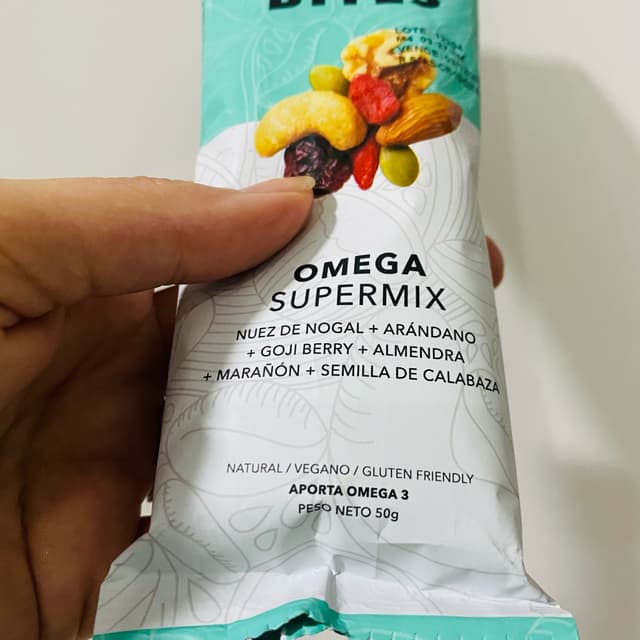 BITES
OMEGA
SUPERMIX
NUEZ DE NOGAL + ARÁNDANO
+ GOJI BERRY + ALMENDRA
+ MARAÑÓN + SEMILLA DE CALABAZA
NATURAL / VEGANO / GLUTEN FRIENDLY
APORTA OMEGA 3
PESO NETO 50g